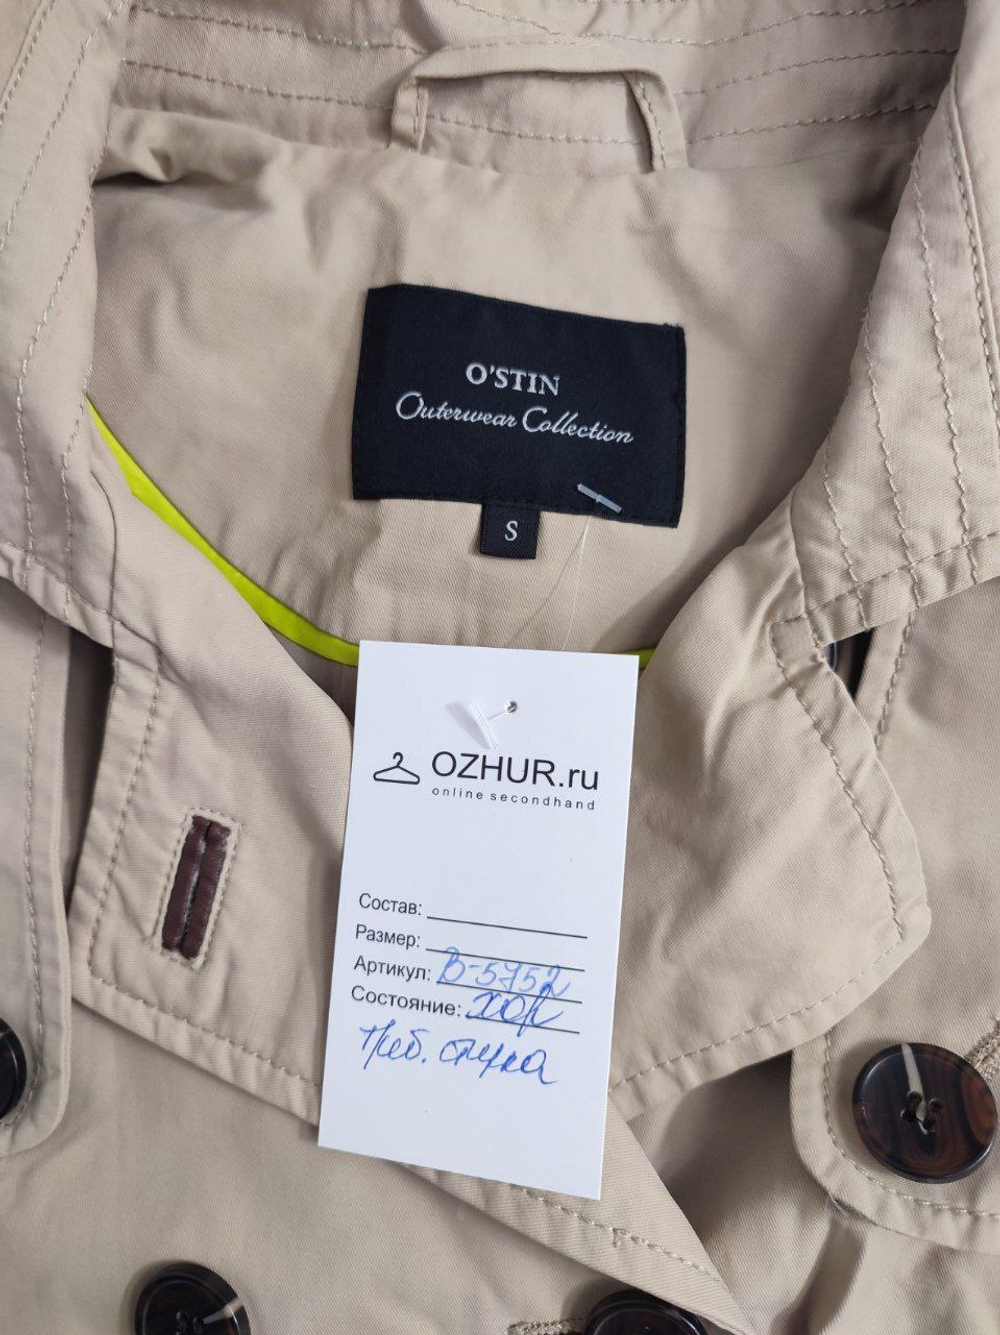 O'STIN
Outerwear Collection
S
OZHUR.ru
online secondhand
Состав:
Размер:
Артикул: В-5752
Состояние: хор
треб. стирка